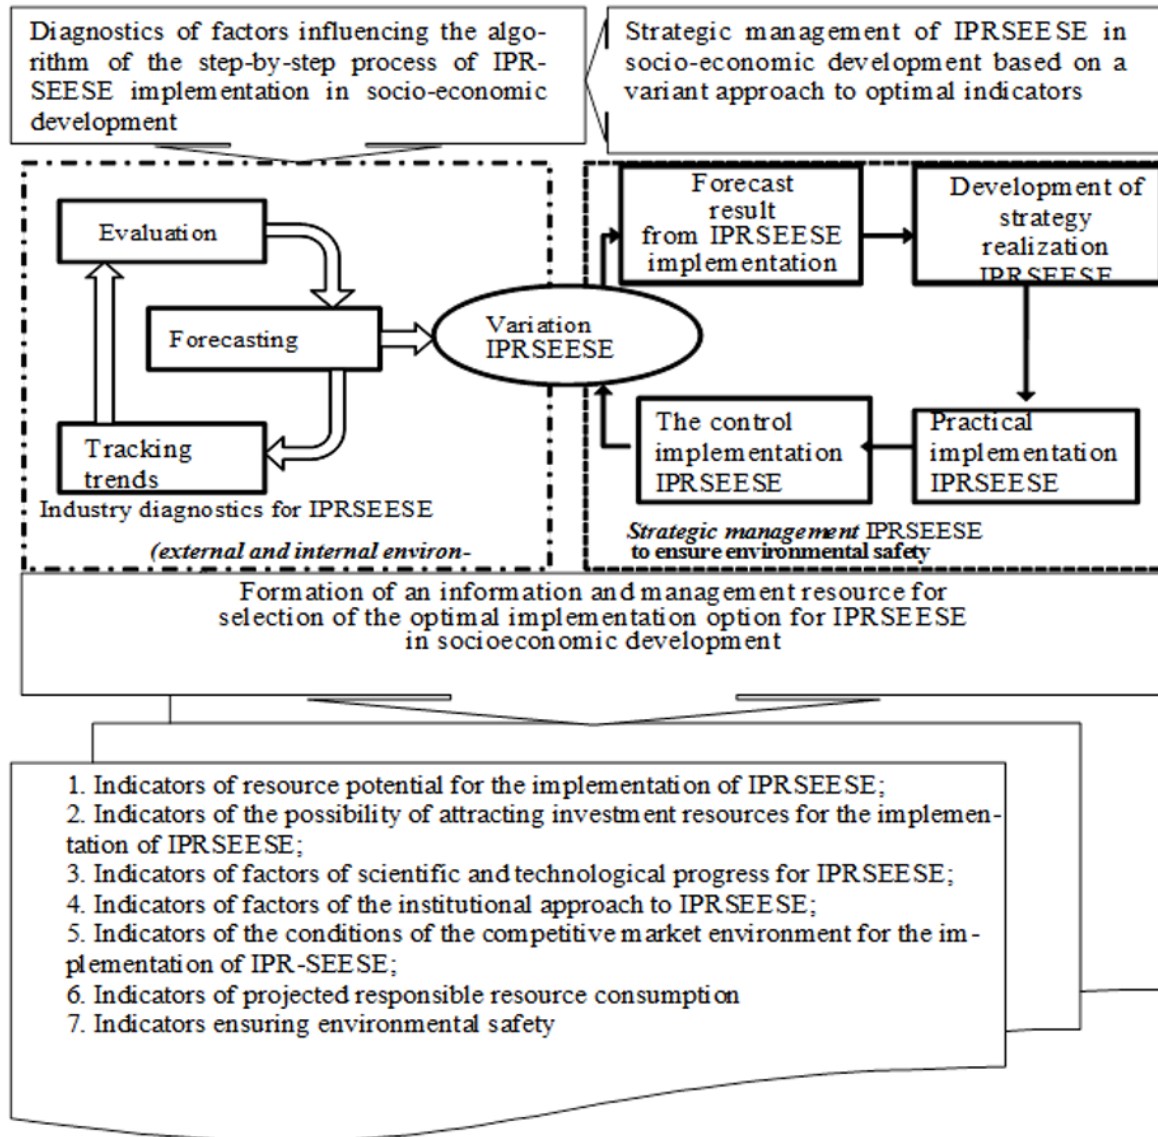 Diagnostics of factors influencing the algo-
rithm of the step-by-step process of IPR-
SEESE implementation in socio-economic
development
Strategic management of IPRSEESE in
socio-economic development based on a
variant approach to optimal indicators
Evaluation
Forecasting
Tracking
trends
Industry diagnostics for IPRSEESE
(external and internal environ-
Variation
IPRSEESE
Forecast
result
from IPRSEESE
implementation
Development of
strategy
realization
IPRSEESE
The control
implementation
IPRSEESE
Practical
implementation
IPRSEESE
Strategic management IPRSEESE
to ensure environmental safety
Formation of an information and management resource for
selection of the optimal implementation option for IPRSEESE
in socioeconomic development
1. Indicators of resource potential for the implementation of IPRSEESE;
2. Indicators of the possibility of attracting investment resources for the implemen-
tation of IPRSEESE;
3. Indicators of factors of scientific and technological progress for IPRSEESE;
4. Indicators of factors of the institutional approach to IPRSEESE;
5. Indicators of the conditions of the competitive market environment for the im-
plementation of IPR-SEESE;
6. Indicators of projected responsible resource consumption
7. Indicators ensuring environmental safety